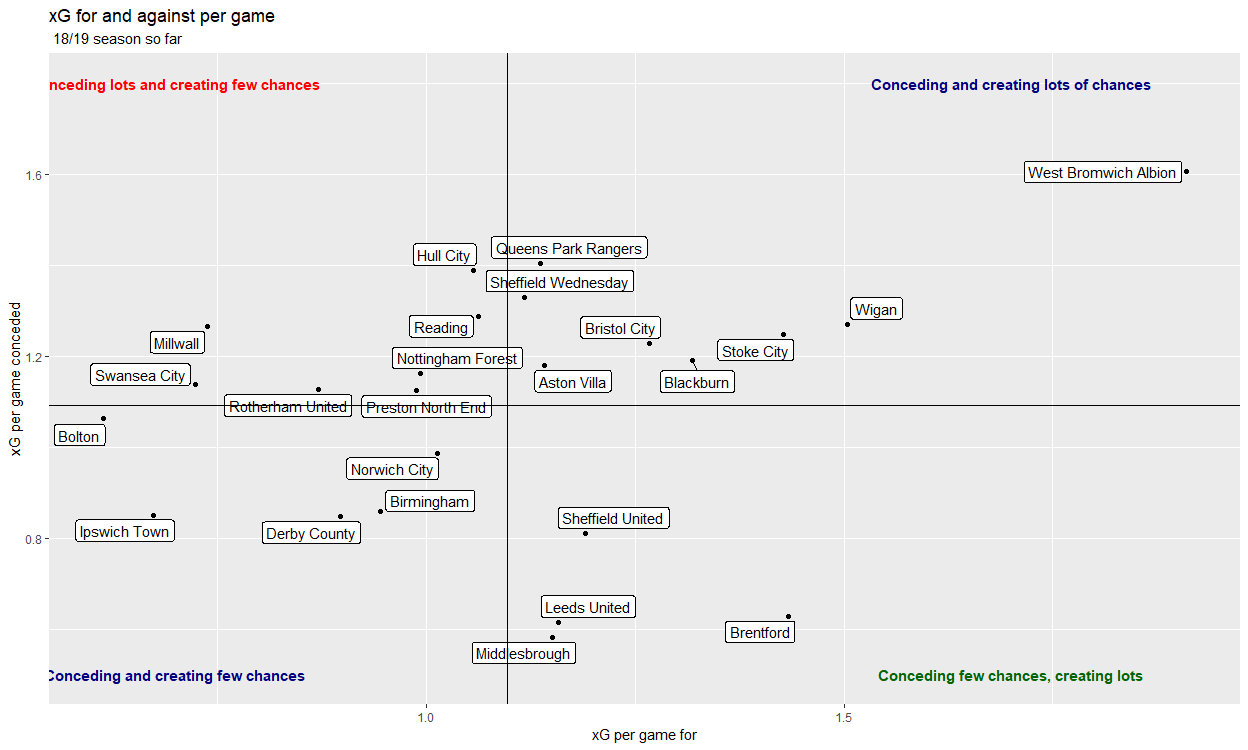 xG for and against per game
18/19 season so far
nceding lots and creating few chances
Conceding and creating lots of chances
1.6
West Bromwich Albion
Queens Park Rangers
Hull City
Sheffield Wednesday
Wigan
Reading
Bristol City
Millwall
Stoke City
1.2
Nottingham Forest
Swansea City
Aston Villa
Blackburn
Rotherham United
Preston North End
Bolton
xG per game conceded
Norwich City
Birmingham
Sheffield United
Ipswich Town
Derby County
0.8
Leeds United
Brentford
Middlesbrough
Conceding and creating few chances
Conceding few chances, creating lots
1.0
1.5
xG per game for